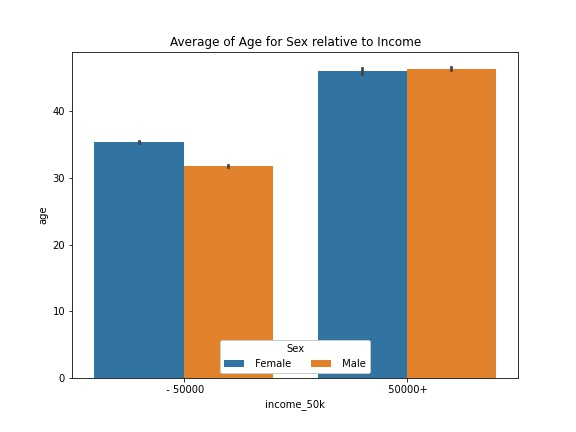 Average of Age for Sex relative to Income
age
40
30
20
10
0
Sex
Female Male
- 50000 50000+
income_50k